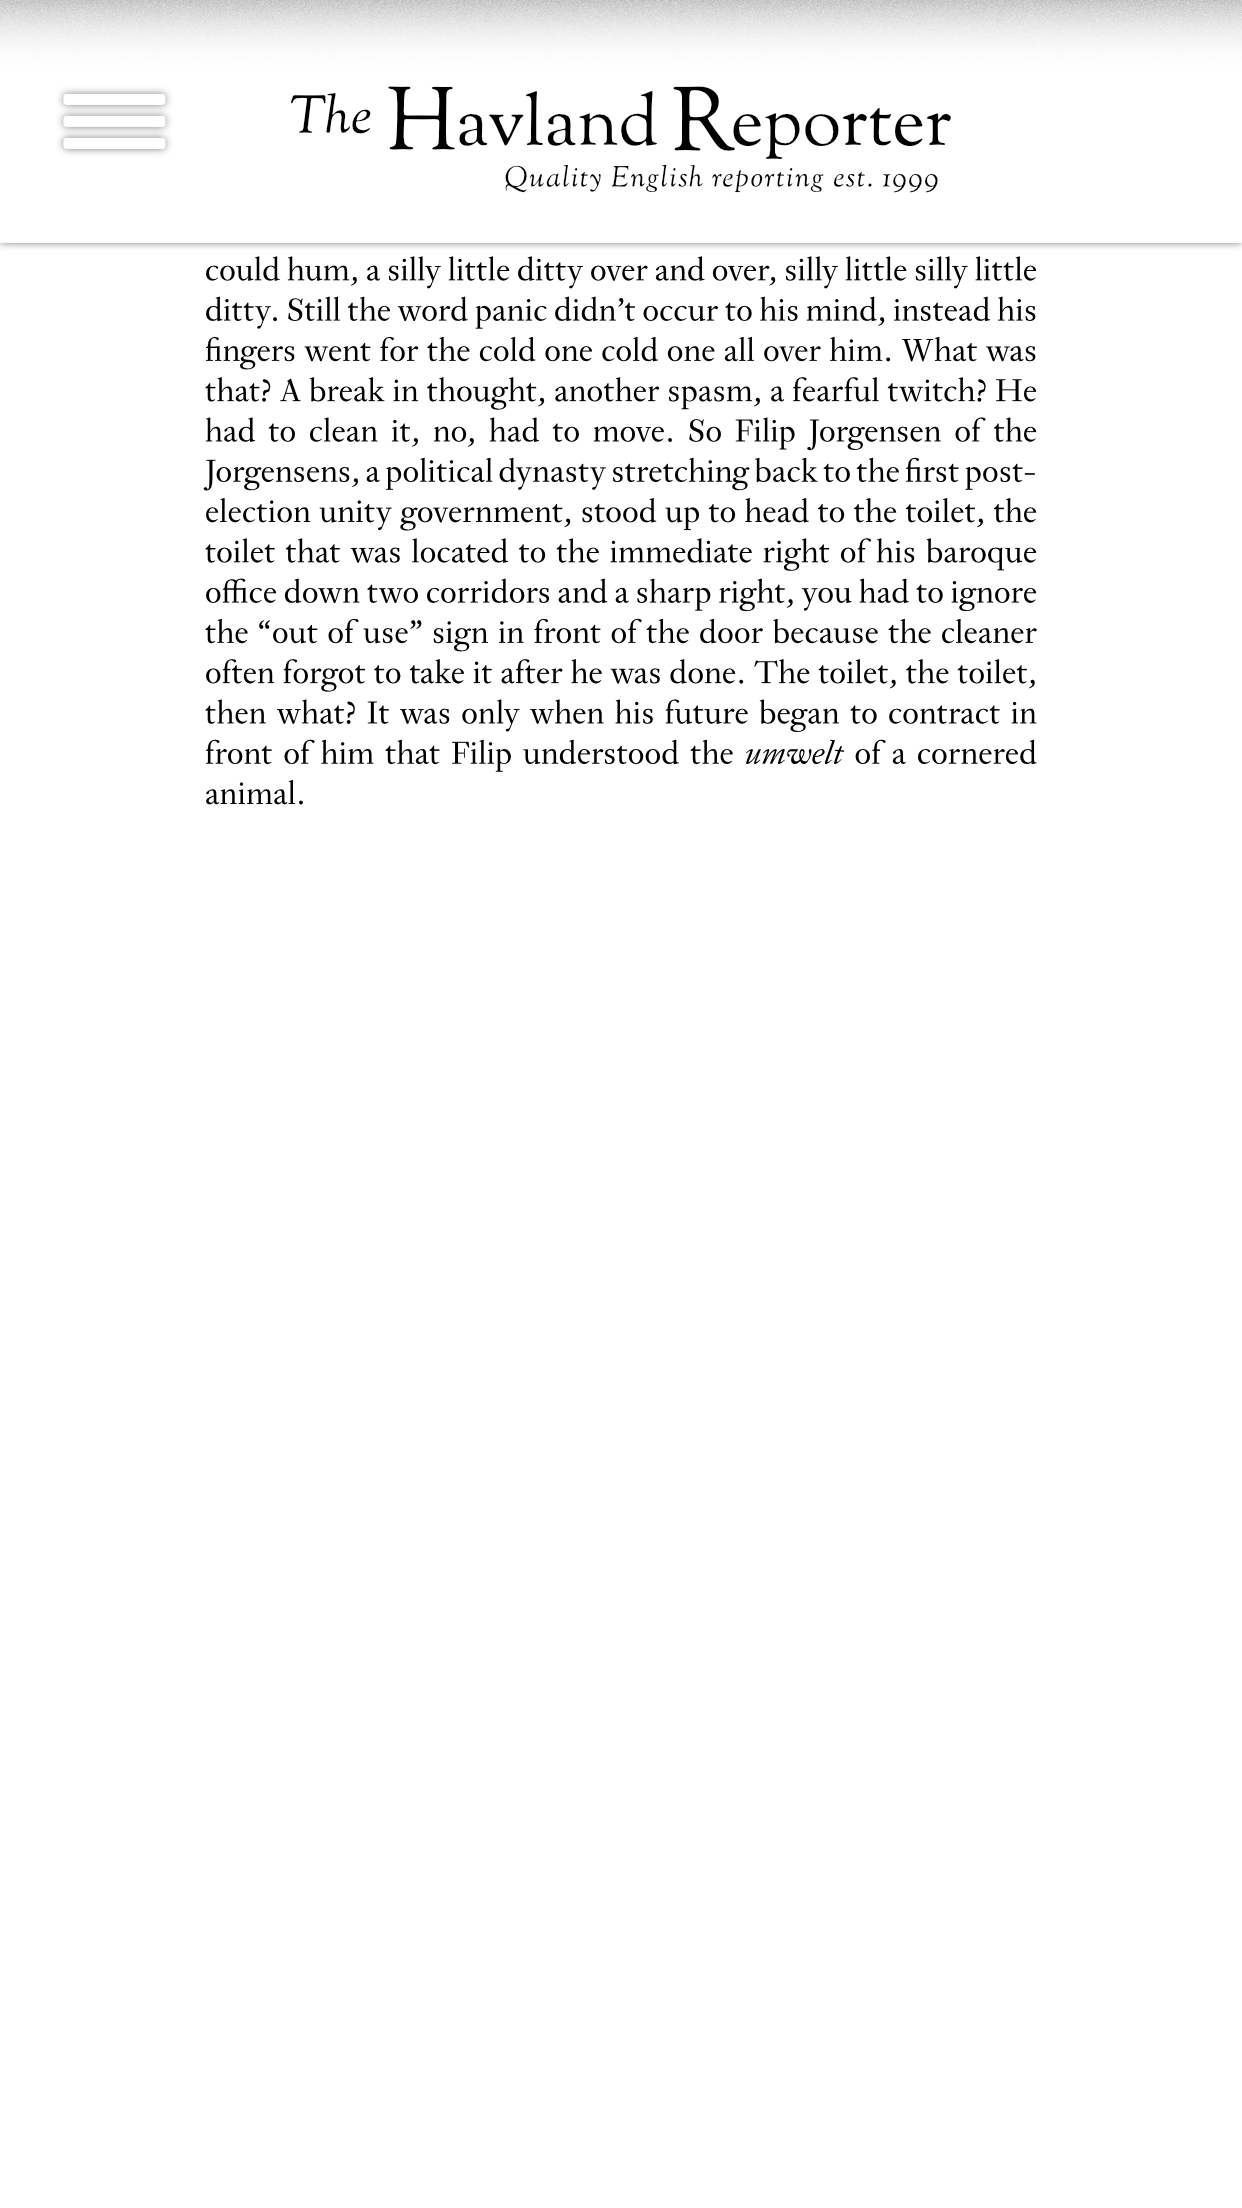 The Havland Reporter
Quality English reporting est. 1999
could hum, a silly little ditty over and over, silly little silly little
ditty. Still the word panic didn’t occur to his mind, instead his
fingers went for the cold one cold one all over him. What was
that? A break in thought, another spasm, a fearful twitch? He
had to clean it, no, had to move. So Filip Jorgensen of the
Jorgensens, a political dynasty stretching back to the first post-
election unity government, stood up to head to the toilet, the
toilet that was located to the immediate right of his baroque
office down two corridors and a sharp right, you had to ignore
the “out of use” sign in front of the door because the cleaner
often forgot to take it after he was done. The toilet, the toilet,
then what? It was only when his future began to contract in
front of him that Filip understood the umwelt of a cornered
animal.